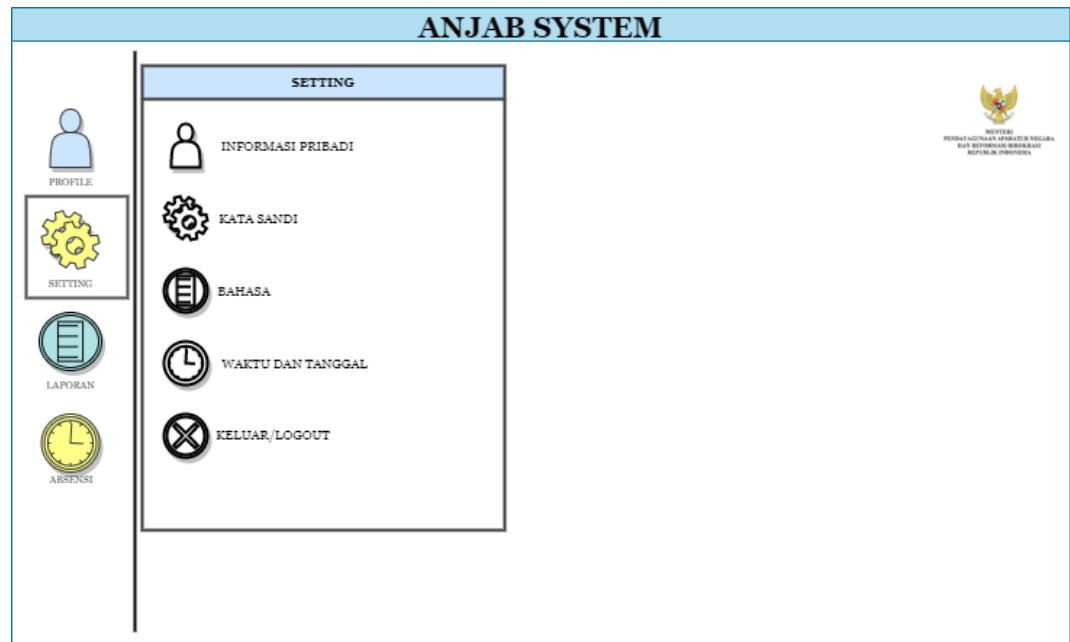 ANJAB SYSTEM
SETTING
PROFILE
SETTING
LAPORAN
ABSENSI
INFORMASI PRIBADI
KATA SANDI
BAHASA
WAKTU DAN TANGGAL
KELUAR/LOGOUT
MENTERI
PENDAYAGUNAAN APARATUR NEGARA
DAN REFORMASI BIROKRASI
REPUBLIK INDONESIA